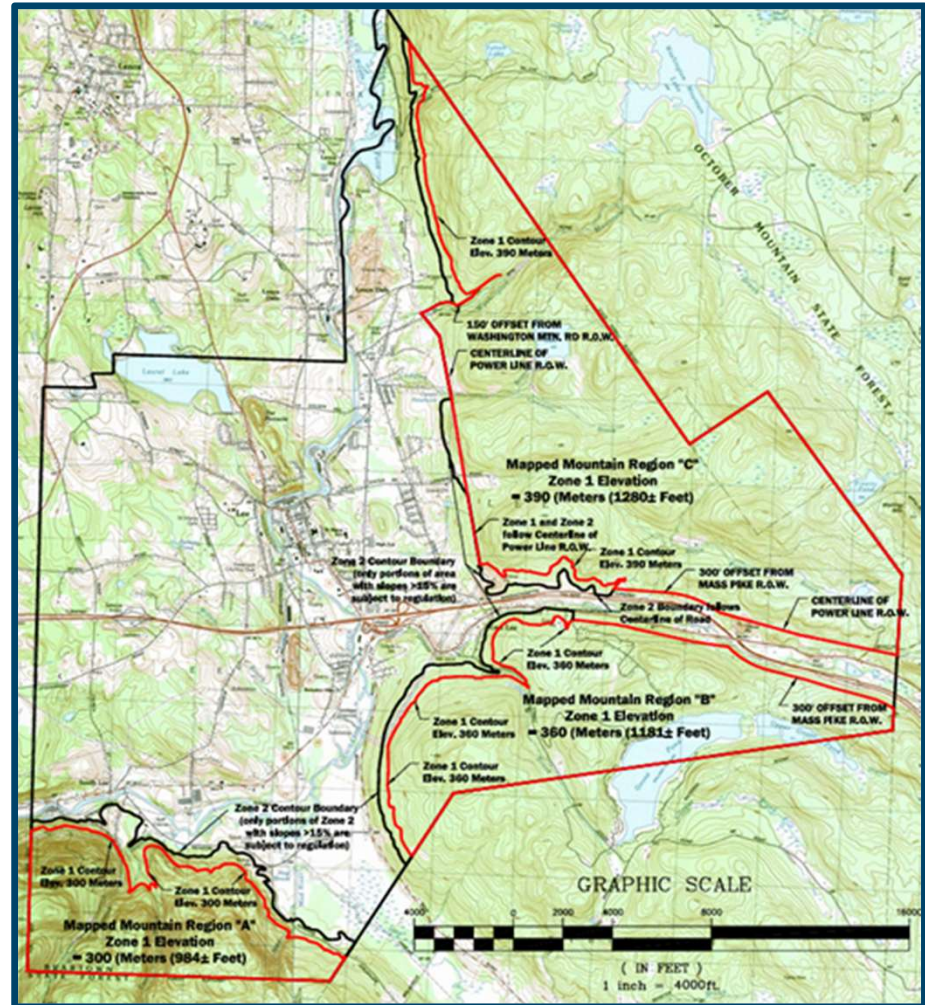 OCTOBER
MOUNTAIN
STATE
FOREST
Zone 1 Contour
Elev. 390 Meters
150' OFFSET FROM
WASHINGTON MTN. RD R.O.W.
CENTERLINE OF
POWER LINE R.O.W.
Laurel Lake
Mapped Mountain Region "C"
Zone 1 Elevation
= 390 (Meters (1280± Feet)
Zone 1 and Zone 2
follow Centerline of
Power Line R.O.W.
Zone 1 Contour
Elev. 390 Meters
Zone 2 Contour Boundary
(only portions of area
with slopes >15% are
subject to regulation)
300' OFFSET FROM
MASS PIKE R.O.W.
CENTERLINE OF
POWER LINE R.O.W.
Zone 2 Boundary follows
Centerline of Road
Zone 1 Contour
Elev. 360 Meters
Mapped Mountain Region "B"
Zone 1 Elevation
= 360 (Meters (1181± Feet)
300' OFFSET FROM
MASS PIKE R.O.W.
Zone 1 Contour
Elev. 360 Meters
Zone 1 Contour
Elev. 360 Meters
Zone 2 Contour Boundary
(only portions of Zone 2
with slopes >15% are
subject to regulation)
Zone 1 Contour
Elev. 300 Meters
Zone 1 Contour
Elev. 300 Meters
Mapped Mountain Region "A"
Zone 1 Elevation
= 300 (Meters (984± Feet)
STATE FOREST
GRAPHIC SCALE
4000 0 2000 4000 8000 16000
( IN FEET )
1 inch = 4000ft.